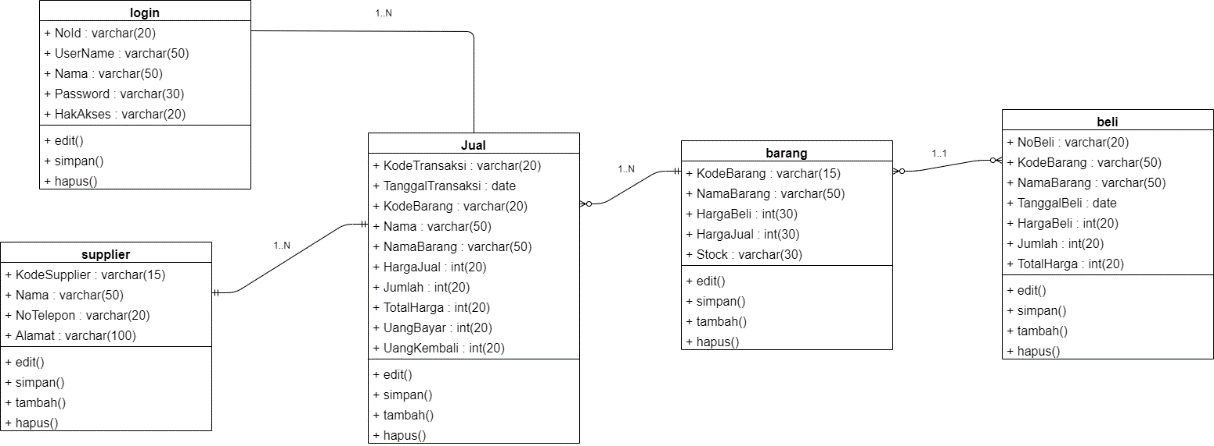 login
+ NoId : varchar(20)
+ UserName : varchar(50)
+ Nama : varchar(50)
+ Password : varchar(30)
+ HakAkses : varchar(20)
+ edit()
+ simpan()
+ hapus()
1..N
supplier
+ KodeSupplier : varchar(15)
+ Nama : varchar(50)
+ NoTelepon : varchar(20)
+ Alamat : varchar(100)
+ edit()
+ simpan()
+ tambah()
+ hapus()
1..N
Jual
+ KodeTransaksi : varchar(20)
+ TanggalTransaksi : date
+ KodeBarang : varchar(20)
+ Nama : varchar(50)
+ NamaBarang : varchar(50)
+ HargaJual : int(20)
+ Jumlah : int(20)
+ TotalHarga : int(20)
+ UangBayar : int(20)
+ UangKembali : int(20)
+ edit()
+ simpan()
+ tambah()
+ hapus()
1..N
barang
+ KodeBarang : varchar(15)
+ NamaBarang : varchar(50)
+ HargaBeli : int(30)
+ HargaJual : int(30)
+ Stock : varchar(30)
+ edit()
+ simpan()
+ tambah()
+ hapus()
1..1
beli
+ NoBeli : varchar(20)
+ KodeBarang : varchar(50)
+ NamaBarang : varchar(50)
+ TanggalBeli : date
+ HargaBeli : int(20)
+ Jumlah : int(20)
+ TotalHarga : int(20)
+ edit()
+ simpan()
+ tambah()
+ hapus()